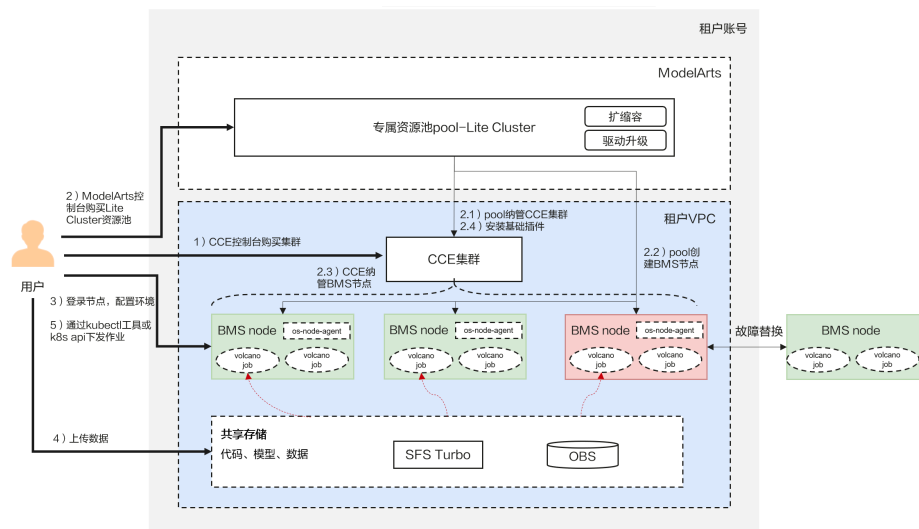 租户账号
ModelArts
专属资源池pool-Lite Cluster
扩缩容
驱动升级
2）ModelArts控
制台购买Lite
Cluster资源池
2.1）pool纳管CCE集群
2.4）安装基础插件
租户VPC
1）CCE控制台购买集群
CCE集群
2.2）pool创
建BMS节点
2.3）CCE纳
管BMS节点
用户
3）登录节点，配置环境
5）通过kubectl工具或
k8s api下发作业
BMS node
os-node-agent
volcano
job
volcano
job
BMS node
os-node-agent
volcano
job
volcano
job
BMS node
os-node-agent
volcano
job
volcano
job
故障替换
BMS node
volcano
job
volcano
job
4）上传数据
共享存储
代码、模型、数据
SFS Turbo
OBS